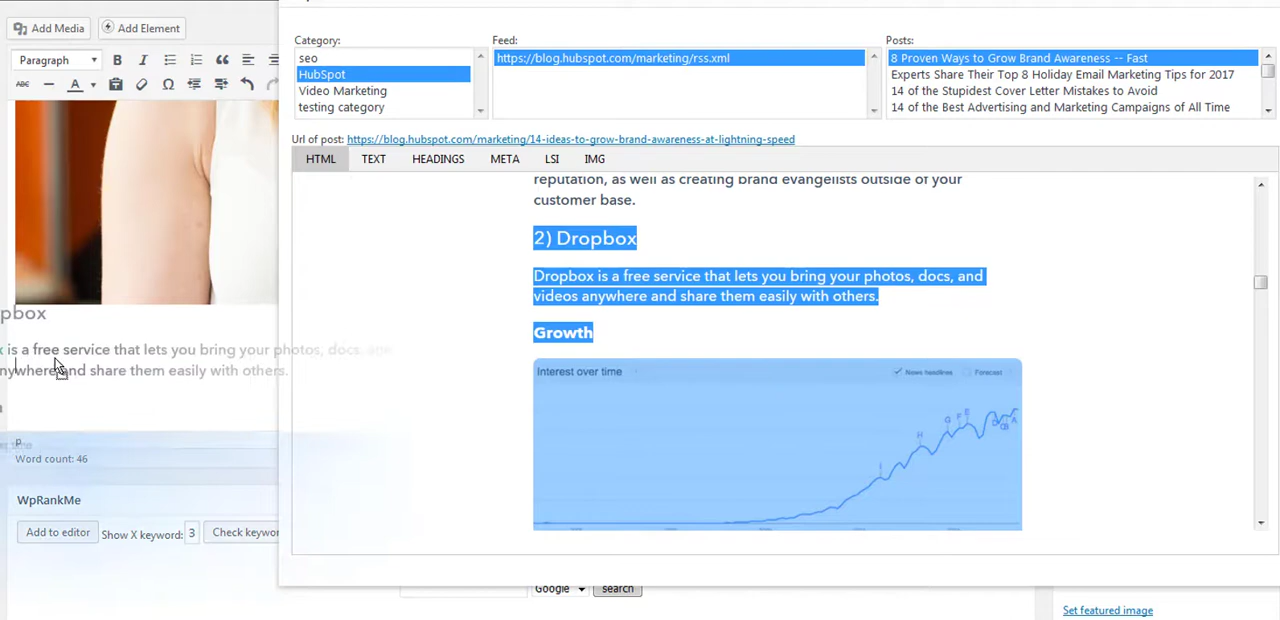 Add Media
Add Element
Paragraph
B I
ABC
A
Category:
seo
HubSpot
Video Marketing
testing category
Feed:
https://blog.hubspot.com/marketing/rss.xml
Posts:
8 Proven Ways to Grow Brand Awareness -- Fast
Experts Share Their Top 8 Holiday Email Marketing Tips for 2017
14 of the Stupidest Cover Letter Mistakes to Avoid
14 of the Best Advertising and Marketing Campaigns of All Time
Url of post: https://blog.hubspot.com/marketing/14-ideas-to-grow-brand-awareness-at-lightning-speed
HTML TEXT HEADINGS META LSI IMG
reputation, as well as creating brand evangelists outside of your
customer base.
2) Dropbox
Dropbox is a free service that lets you bring your photos, docs, and
videos anywhere and share them easily with others.
Growth
Interest over time
News headlines
Forecast
pbox
is a free service that lets you bring your photos, docs, and
nywhere and share them easily with others.
p
Word count: 46
WpRankMe
Add to editor
Show X keyword: 3
Check keywor
Google
search
Set featured image